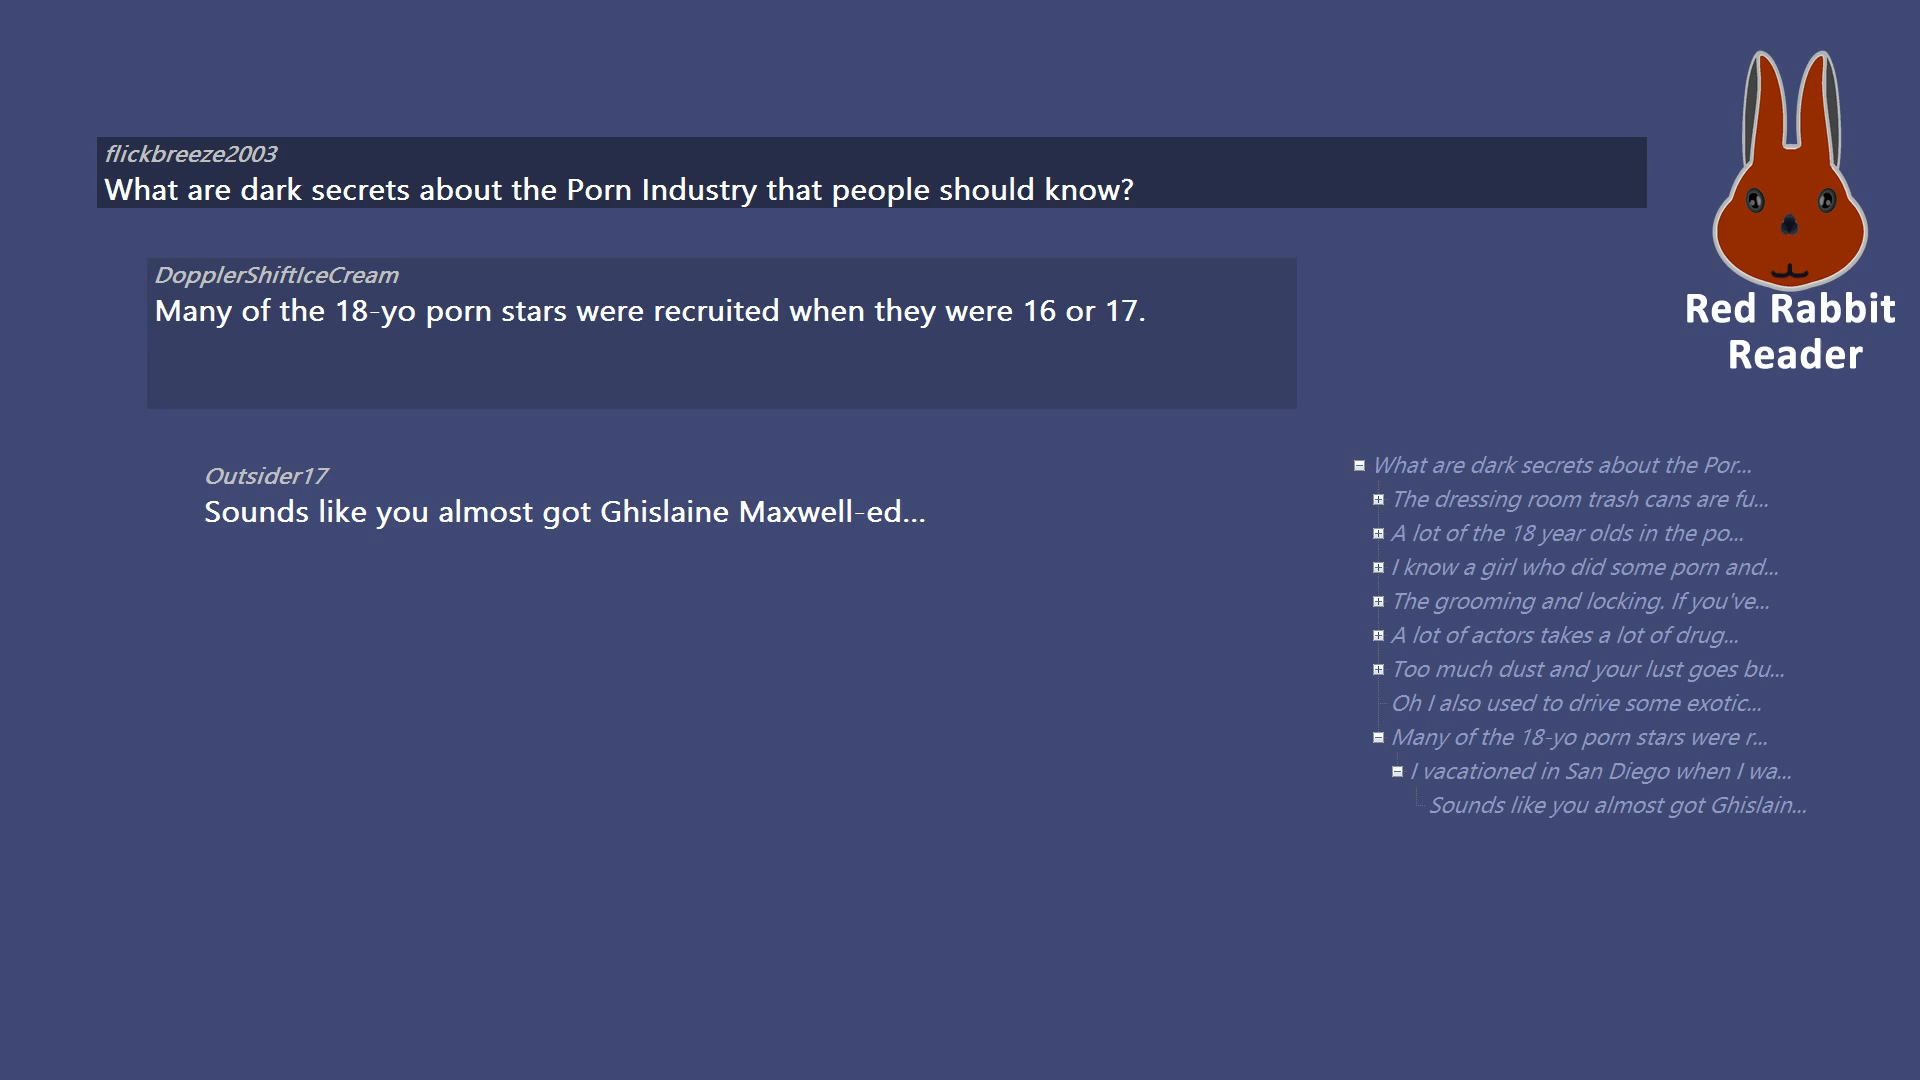 flickbreeze2003
What are dark secrets about the Porn Industry that people should know?
DopplerShiftIceCream
Many of the 18-yo porn stars were recruited when they were 16 or 17.
Outsider17
Sounds like you almost got Ghislaine Maxwell-ed...
Red Rabbit
Reader
What are dark secrets about the Por...
The dressing room trash cans are fu...
A lot of the 18 year olds in the po...
I know a girl who did some porn and...
The grooming and locking. If you've...
A lot of actors takes a lot of drug...
Too much dust and your lust goes bu...
Oh I also used to drive some exotic...
Many of the 18-yo porn stars were r...
I vacationed in San Diego when I wa...
Sounds like you almost got Ghislain...